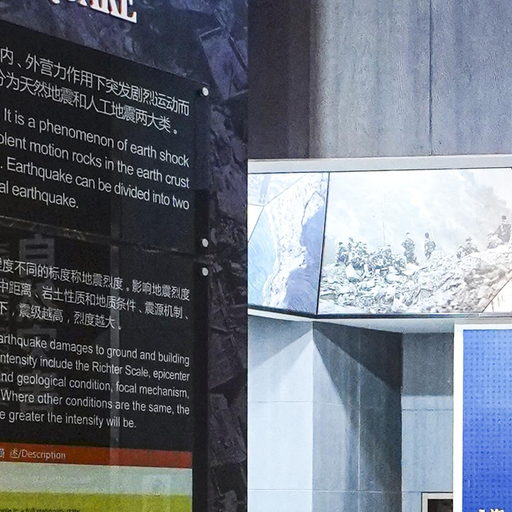 QUAKE
内、外营力作用下突发剧烈运动而
分为天然地震和人工地震两大类。
It is a phenomenon of earth shock
olent motion rocks in the earth crust
. Earthquake can be divided into two
al earthquake.
程度不同的标度称地震烈度。影响地震烈度
中距离、岩土性质和地质条件、震源机制、
下，震级越高，烈度越大。
arthquake damages to ground and building
ntensity include the Richter Scale, epicenter
nd geological condition, focal mechanism,
Where other conditions are the same, the
e greater the intensity will be.
述/Description